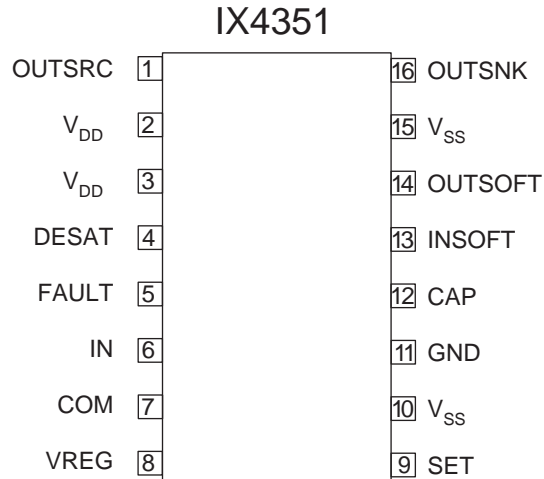 IX4351
OUTSRC 1 16 OUTSNK
VDD 2 15 VSS
VDD 3 14 OUTSOFT
DESAT 4 13 INSOFT
FAULT 5 12 CAP
IN 6 11 GND
COM 7 10 VSS
VREG 8 9 SET